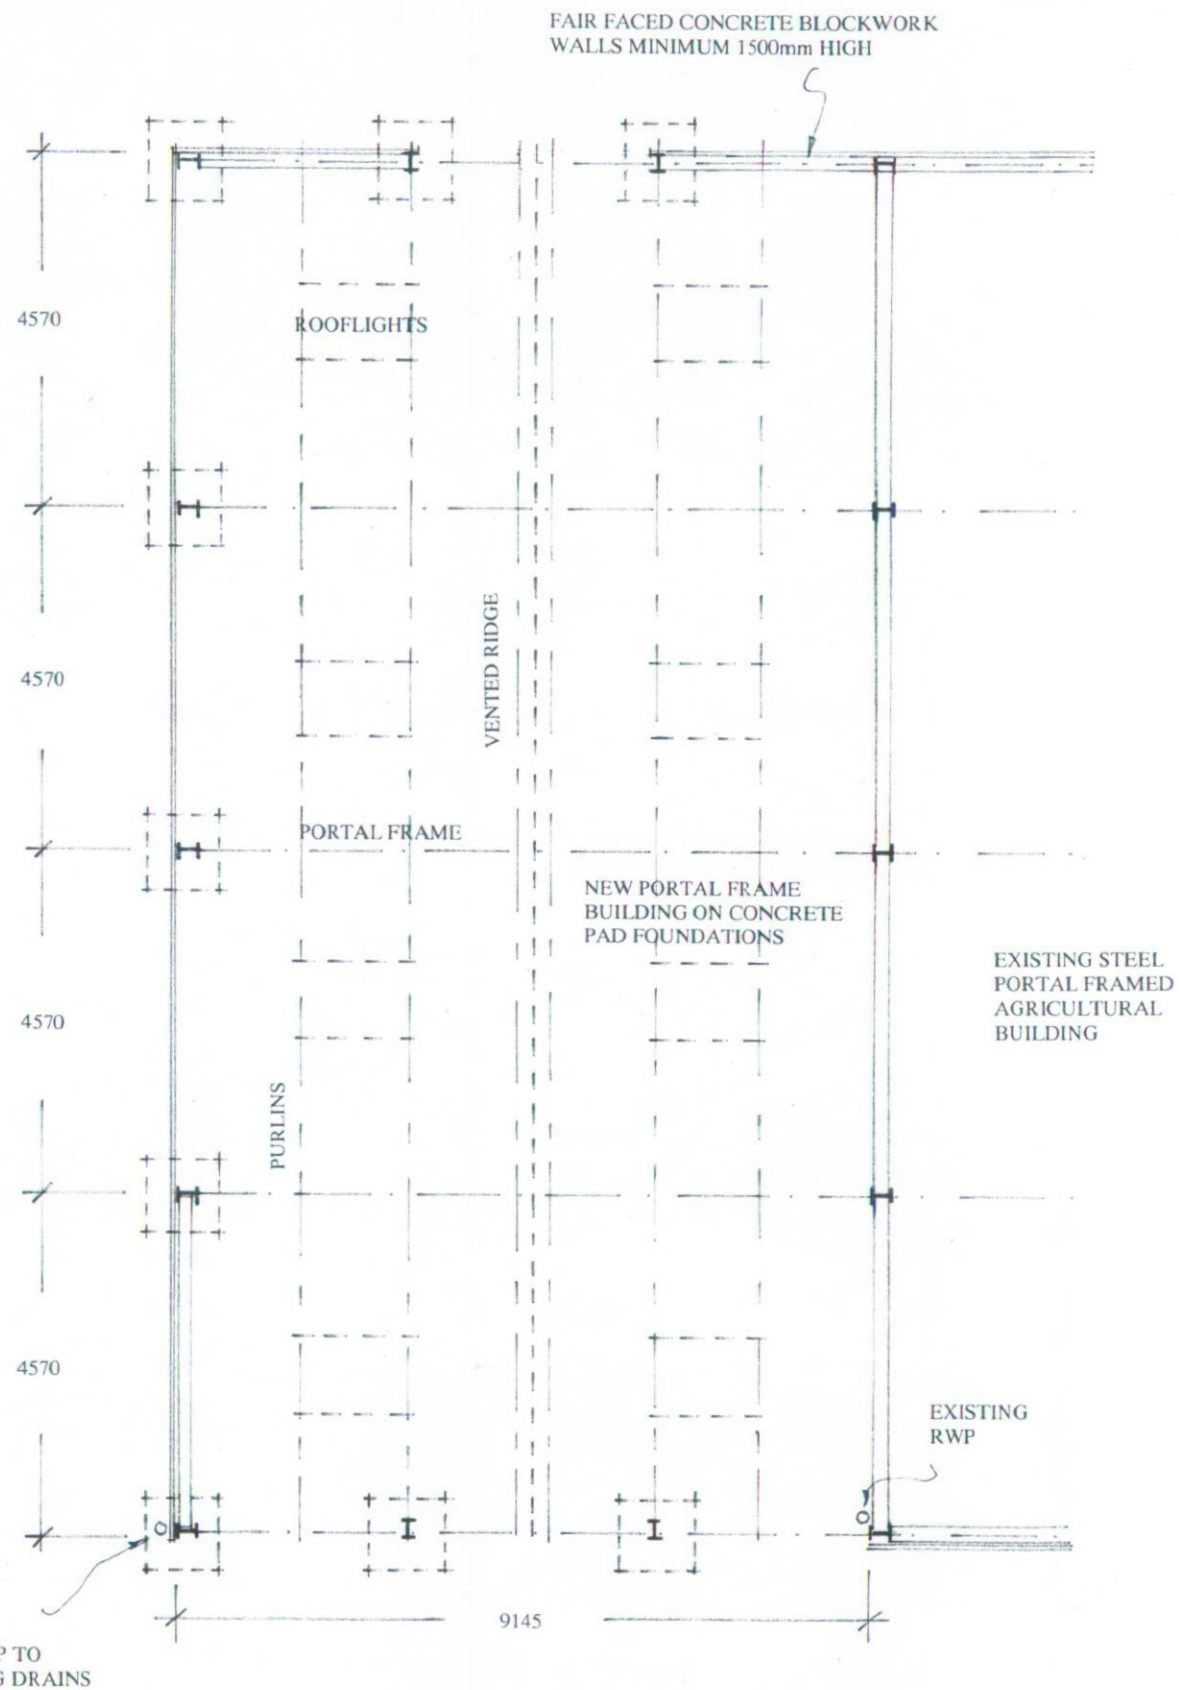 FAIR FACED CONCRETE BLOCKWORK
WALLS MINIMUM 1500mm HIGH
4570
ROOFLIGHTS
VENTED RIDGE
4570
PORTAL FRAME
NEW PORTAL FRAME
BUILDING ON CONCRETE
PAD FOUNDATIONS
EXISTING STEEL
PORTAL FRAMED
AGRICULTURAL
BUILDING
4570
PURLINS
4570
EXISTING
RWP
9145
P TO
G DRAINS